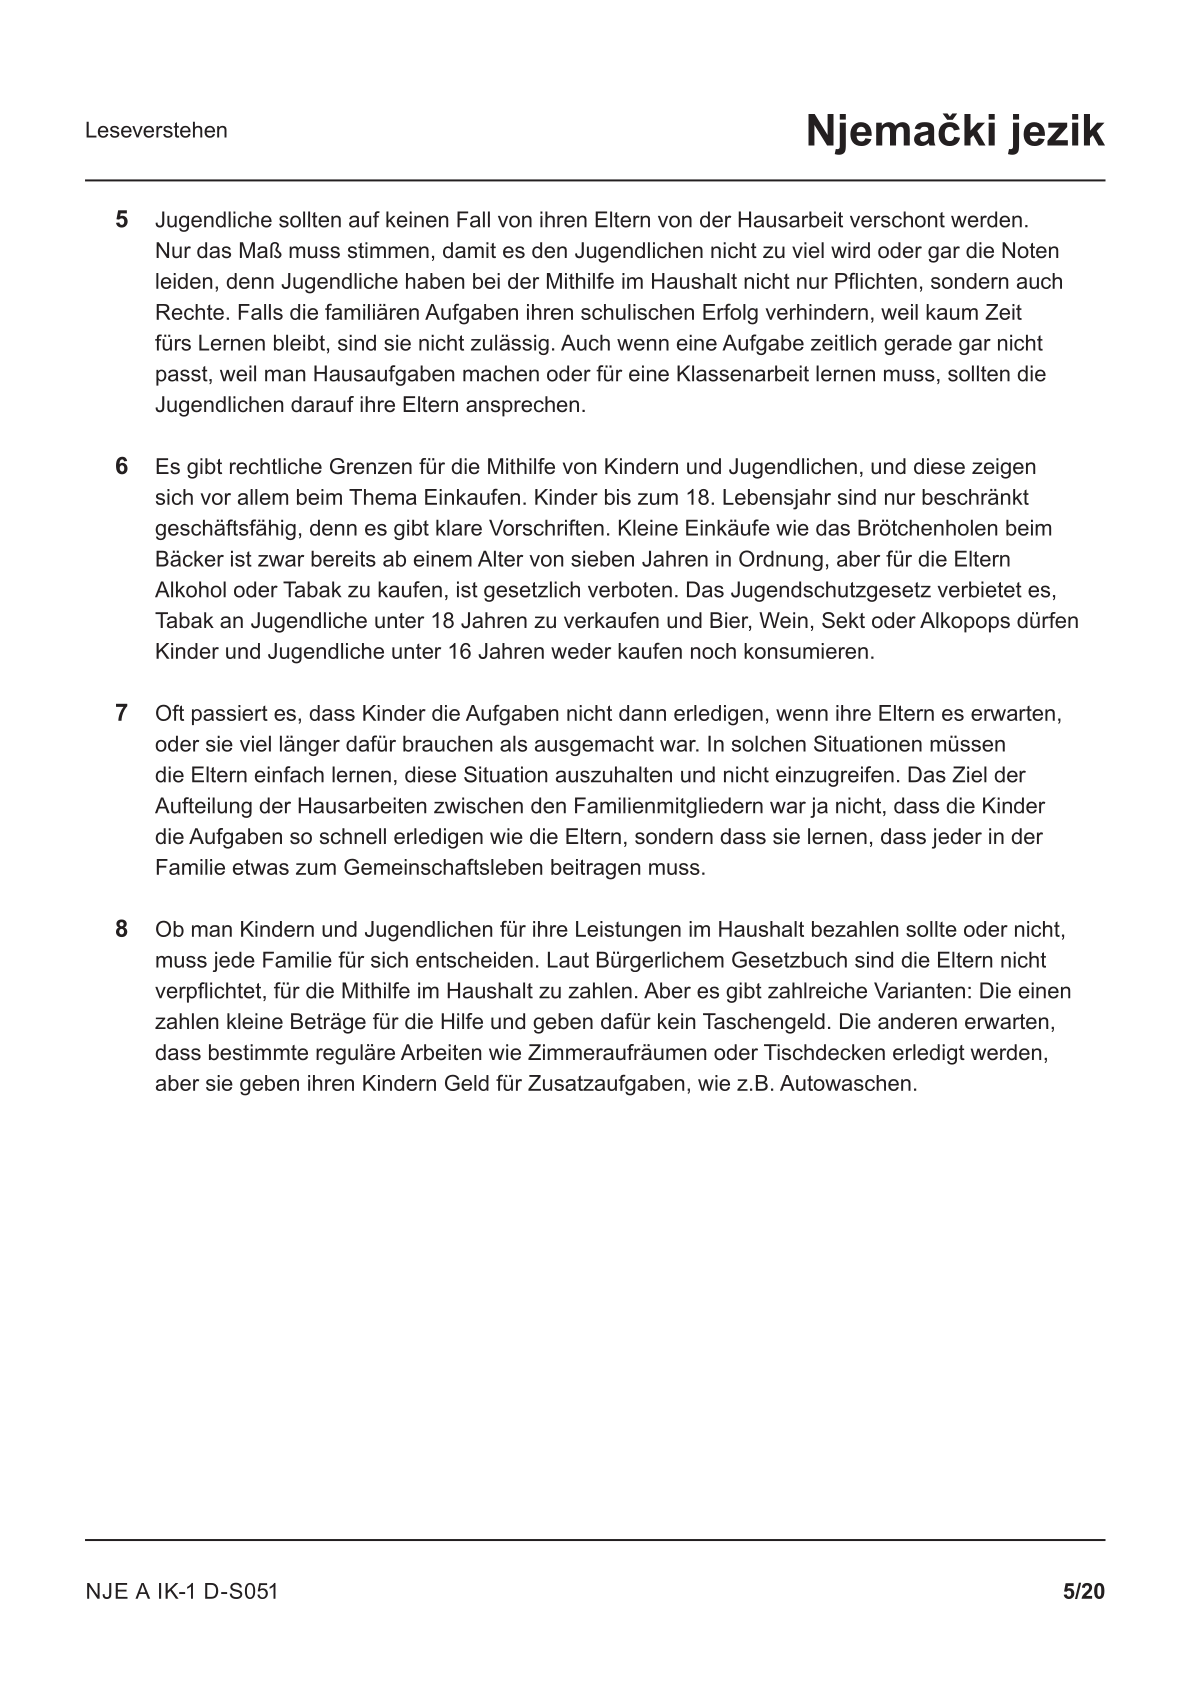 Leseverstehen
Njemački jezik
5 Jugendliche sollten auf keinen Fall von ihren Eltern von der Hausarbeit verschont werden.
Nur das Maß muss stimmen, damit es den Jugendlichen nicht zu viel wird oder gar die Noten
leiden, denn Jugendliche haben bei der Mithilfe im Haushalt nicht nur Pflichten, sondern auch
Rechte. Falls die familiären Aufgaben ihren schulischen Erfolg verhindern, weil kaum Zeit
fürs Lernen bleibt, sind sie nicht zulässig. Auch wenn eine Aufgabe zeitlich gerade gar nicht
passt, weil man Hausaufgaben machen oder für eine Klassenarbeit lernen muss, sollten die
Jugendlichen darauf ihre Eltern ansprechen.
6 Es gibt rechtliche Grenzen für die Mithilfe von Kindern und Jugendlichen, und diese zeigen
sich vor allem beim Thema Einkaufen. Kinder bis zum 18. Lebensjahr sind nur beschränkt
geschäftsfähig, denn es gibt klare Vorschriften. Kleine Einkäufe wie das Brötchenholen beim
Bäcker ist zwar bereits ab einem Alter von sieben Jahren in Ordnung, aber für die Eltern
Alkohol oder Tabak zu kaufen, ist gesetzlich verboten. Das Jugendschutzgesetz verbietet es,
Tabak an Jugendliche unter 18 Jahren zu verkaufen und Bier, Wein, Sekt oder Alkopops dürfen
Kinder und Jugendliche unter 16 Jahren weder kaufen noch konsumieren.
7 Oft passiert es, dass Kinder die Aufgaben nicht dann erledigen, wenn ihre Eltern es erwarten,
oder sie viel länger dafür brauchen als ausgemacht war. In solchen Situationen müssen
die Eltern einfach lernen, diese Situation auszuhalten und nicht einzugreifen. Das Ziel der
Aufteilung der Hausarbeiten zwischen den Familienmitgliedern war ja nicht, dass die Kinder
die Aufgaben so schnell erledigen wie die Eltern, sondern dass sie lernen, dass jeder in der
Familie etwas zum Gemeinschaftsleben beitragen muss.
8 Ob man Kindern und Jugendlichen für ihre Leistungen im Haushalt bezahlen sollte oder nicht,
muss jede Familie für sich entscheiden. Laut Bürgerlichem Gesetzbuch sind die Eltern nicht
verpflichtet, für die Mithilfe im Haushalt zu zahlen. Aber es gibt zahlreiche Varianten: Die einen
zahlen kleine Beträge für die Hilfe und geben dafür kein Taschengeld. Die anderen erwarten,
dass bestimmte reguläre Arbeiten wie Zimmeraufräumen oder Tischdecken erledigt werden,
aber sie geben ihren Kindern Geld für Zusatzaufgaben, wie z.B. Autowaschen.
NJE A IK-1 D-S051
5/20